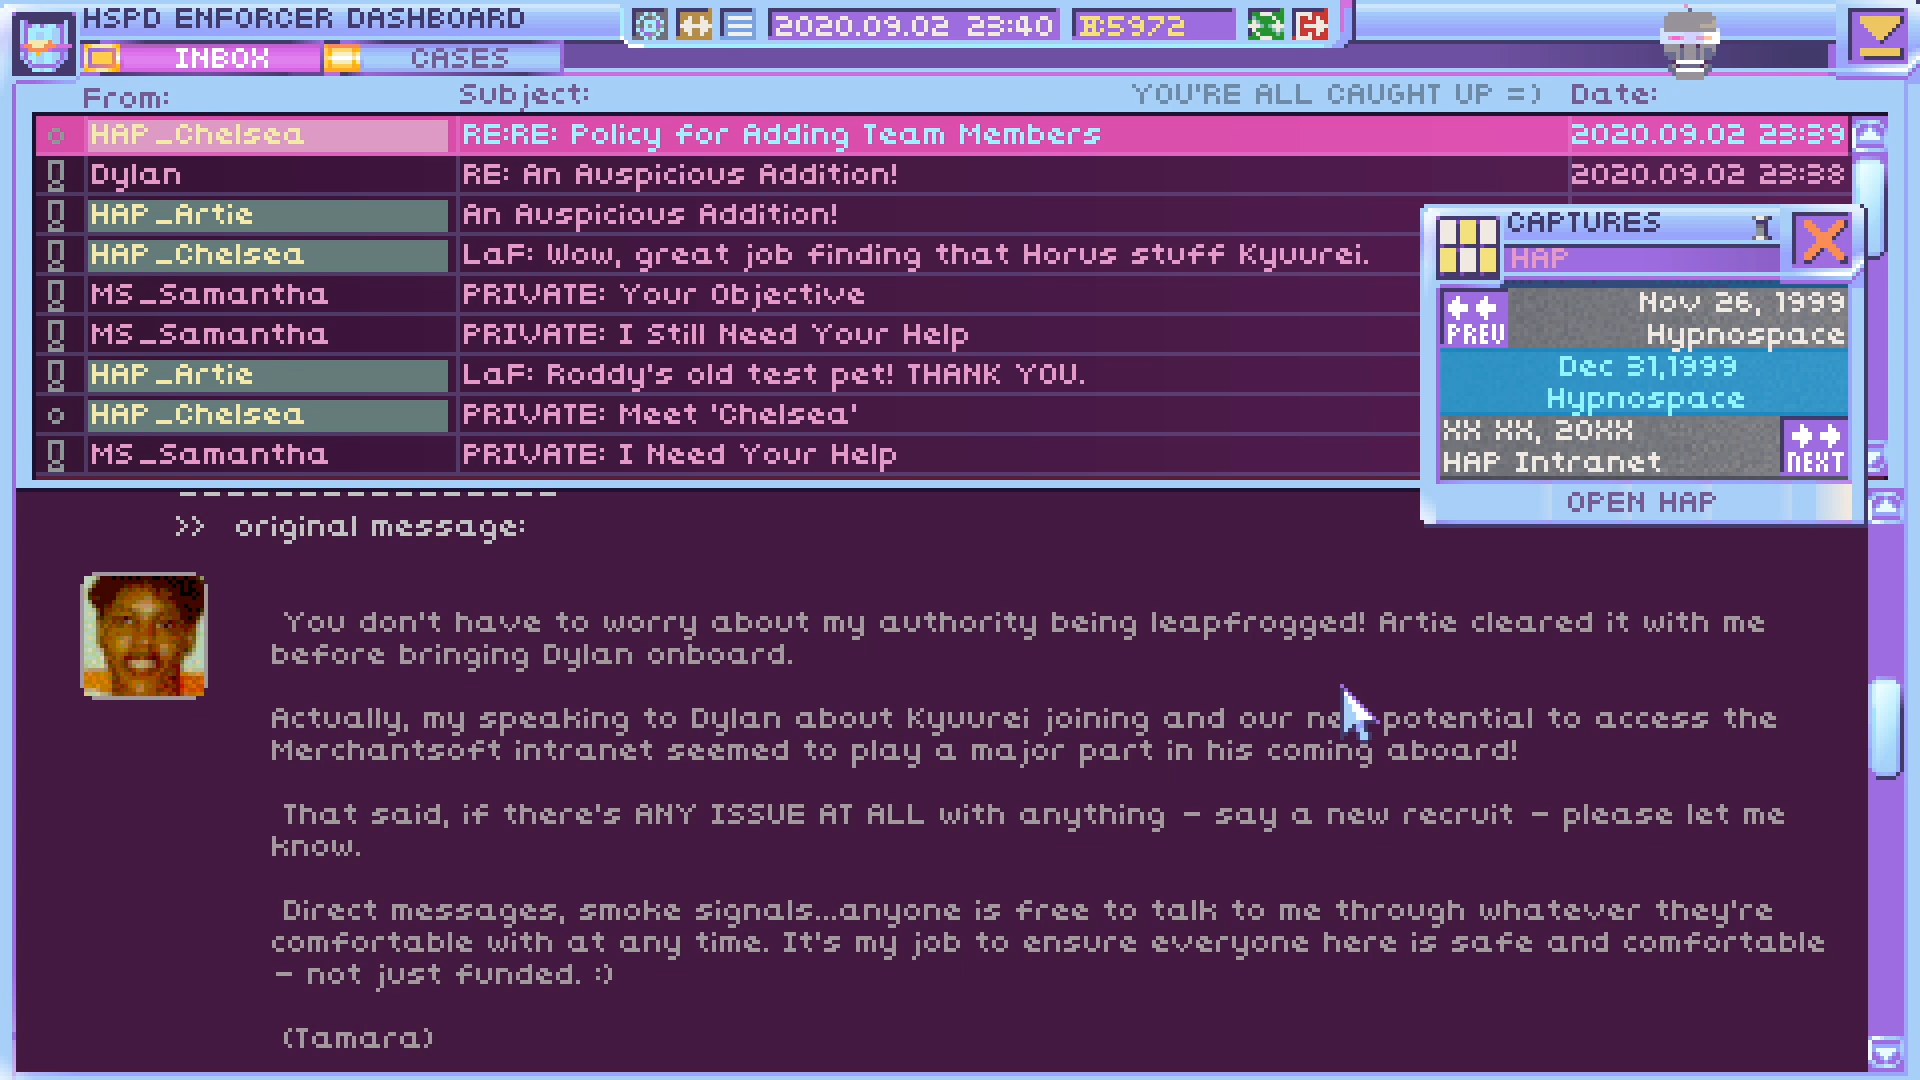 HSPD ENFORCER DASHBOARD
2020.09.02 23:40
5972
INBOX
CASES
From:
Subject:
YOU'RE ALL CAUGHT UP =)
Date:
HAP_Chelsea
RE:RE: Policy for Adding Team Members
2020.09.02 23:39
Dylan
RE: An Auspicious Addition!
2020.09.02 23:38
HAP_Artie
An Auspicious Addition!
HAP_Chelsea
LaF: Wow, great job finding that Horus stuff Kyuurei.
MS_Samantha
PRIVATE: Your Objective
MS_Samantha
PRIVATE: I Still Need Your Help
HAP_Artie
LaF: Roddy's old test pet! THANK YOU.
HAP_Chelsea
PRIVATE: Meet 'Chelsea'
MS_Samantha
PRIVATE: I Need Your Help
CAPTURES
HAP
PREV
Nov 26, 1999
Hypnospace
Dec 31,1999
Hypnospace
XX XX, 20XX
HAP Intranet
NEXT
OPEN HAP
----------------
>> original message:
You don't have to worry about my authority being leapfrogged! Artie cleared it with me
before bringing Dylan onboard.
Actually, my speaking to Dylan about Kyuurei joining and our new potential to access the
Merchantsoft intranet seemed to play a major part in his coming aboard!
That said, if there's ANY ISSUE AT ALL with anything - say a new recruit - please let me
know.
Direct messages, smoke signals...anyone is free to talk to me through whatever they're
comfortable with at any time. It's my job to ensure everyone here is safe and comfortable
- not just funded. :)
(Tamara)